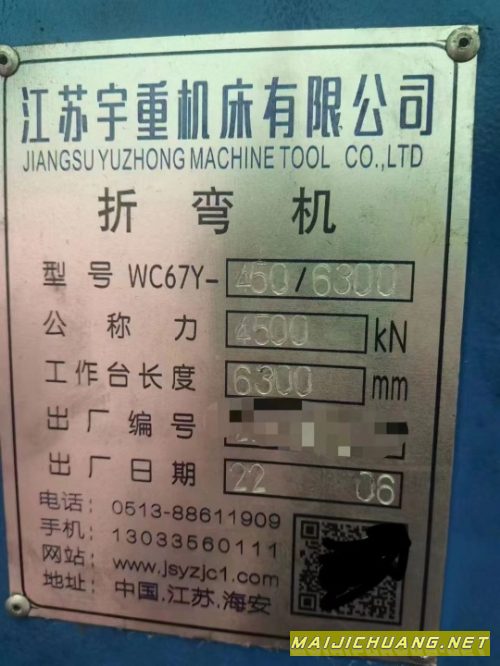 江苏宇重机床有限公司
JIANGSU YUZHONG MACHINE TOOL CO.,LTD
折弯机
型号 WC67Y-450/6300
公称力 4500 kN
工作台长度 6300 mm
出厂编号
出厂日期 22 06
电话: 0513-88611909
手机: 13033560111
网站: www.jsyzjc1.com
地址: 中国.江苏.海安
MAIJICHUANG.NET